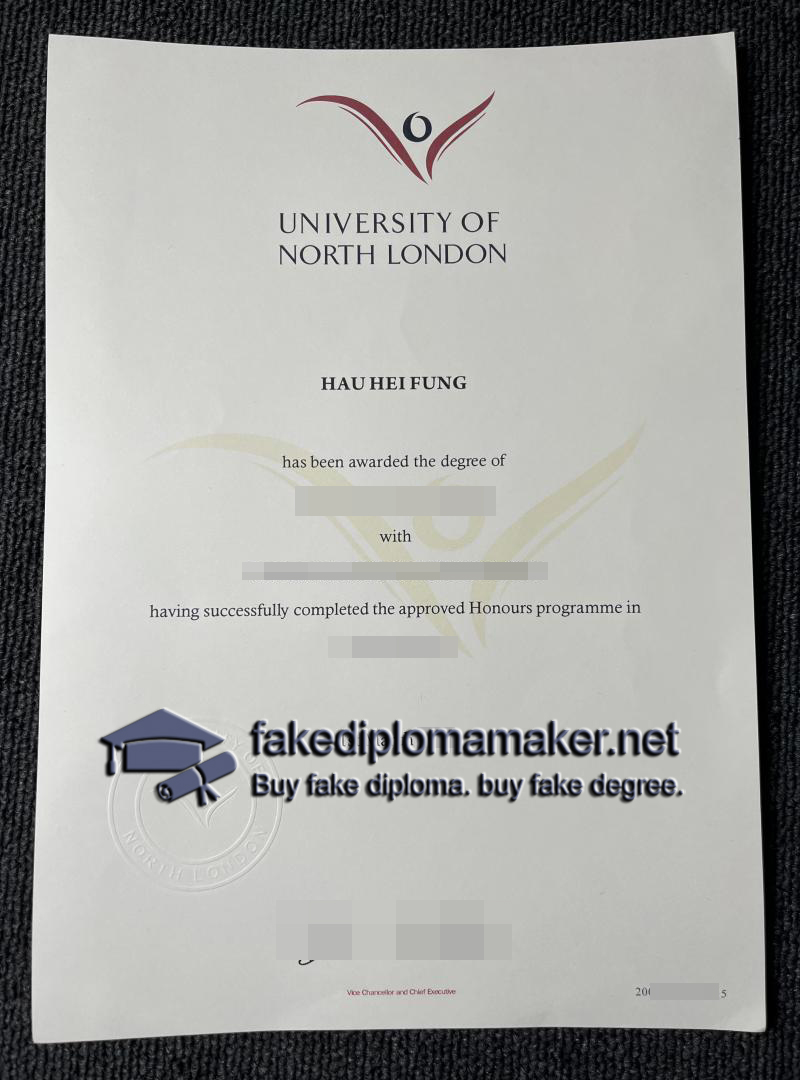 UNIVERSITY OF
NORTH LONDON
HAU HEI FUNG
has been awarded the degree of
with
having successfully completed the approved Honours programme in
fakediplomamaker.net
Buy fake diploma. buy fake degree.
NORTH LONDON
Vice Chancellor and Chief Executive